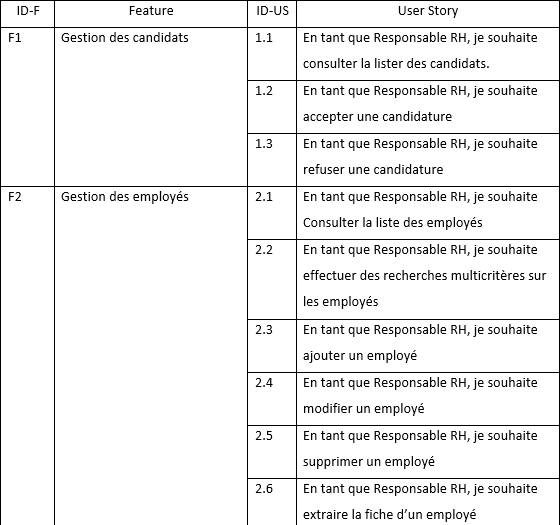 ID-F Feature ID-US User Story
F1 Gestion des candidats 1.1 En tant que Responsable RH, je souhaite
consulter la lister des candidats.
1.2 En tant que Responsable RH, je souhaite
accepter une candidature
1.3 En tant que Responsable RH, je souhaite
refuser une candidature
F2 Gestion des employés 2.1 En tant que Responsable RH, je souhaite
Consulter la liste des employés
2.2 En tant que Responsable RH, je souhaite
effectuer des recherches multicritères sur
les employés
2.3 En tant que Responsable RH, je souhaite
ajouter un employé
2.4 En tant que Responsable RH, je souhaite
modifier un employé
2.5 En tant que Responsable RH, je souhaite
supprimer un employé
2.6 En tant que Responsable RH, je souhaite
extraire la fiche d’un employé